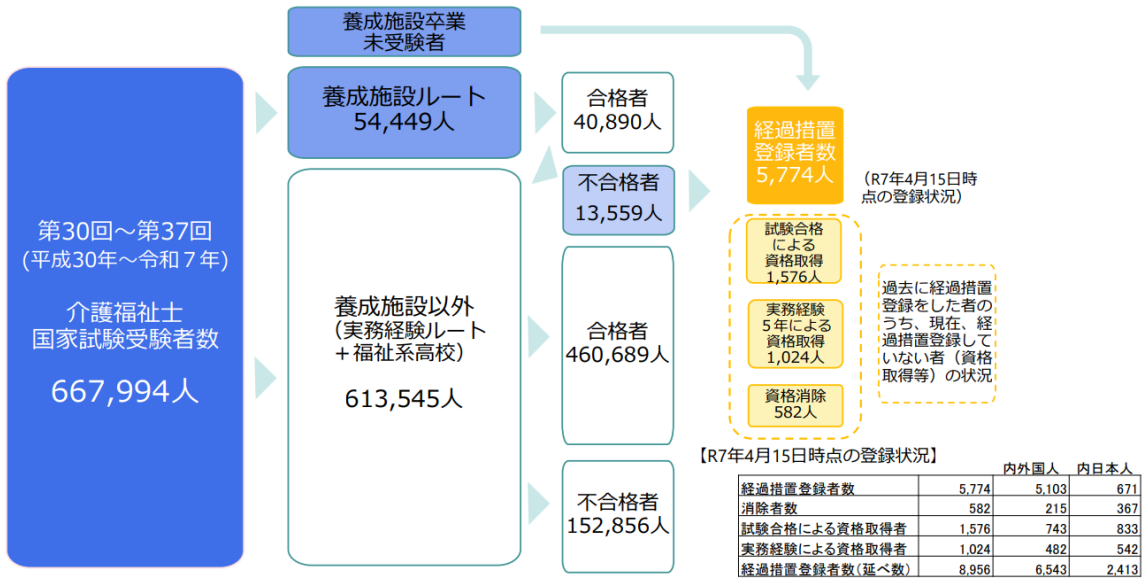 養成施設卒業
未受験者
養成施設ルート
54,449人
合格者
40,890人
不合格者
13,559人
経過措置
登録者数
5,774人
(R7年4月15日時
点の登録状況)
第30回～第37回
(平成30年～令和７年)
介護福祉士
国家試験受験者数
667,994人
養成施設以外
(実務経験ルート
＋福祉系高校)
613,545人
合格者
460,689人
不合格者
152,856人
試験合格
による
資格取得
1,576人
実務経験
５年による
資格取得
1,024人
資格消除
582人
過去に経過措置
登録をした者の
うち、現在、経
過措置登録して
いない者（資格
取得等）の状況
【R7年4月15日時点の登録状況】
内外国人 内日本人
経過措置登録者数 5,774 5,103 671
消除者数 582 215 367
試験合格による資格取得者 1,576 743 833
実務経験による資格取得者 1,024 482 542
経過措置登録者数(延べ数) 8,956 6,543 2,413